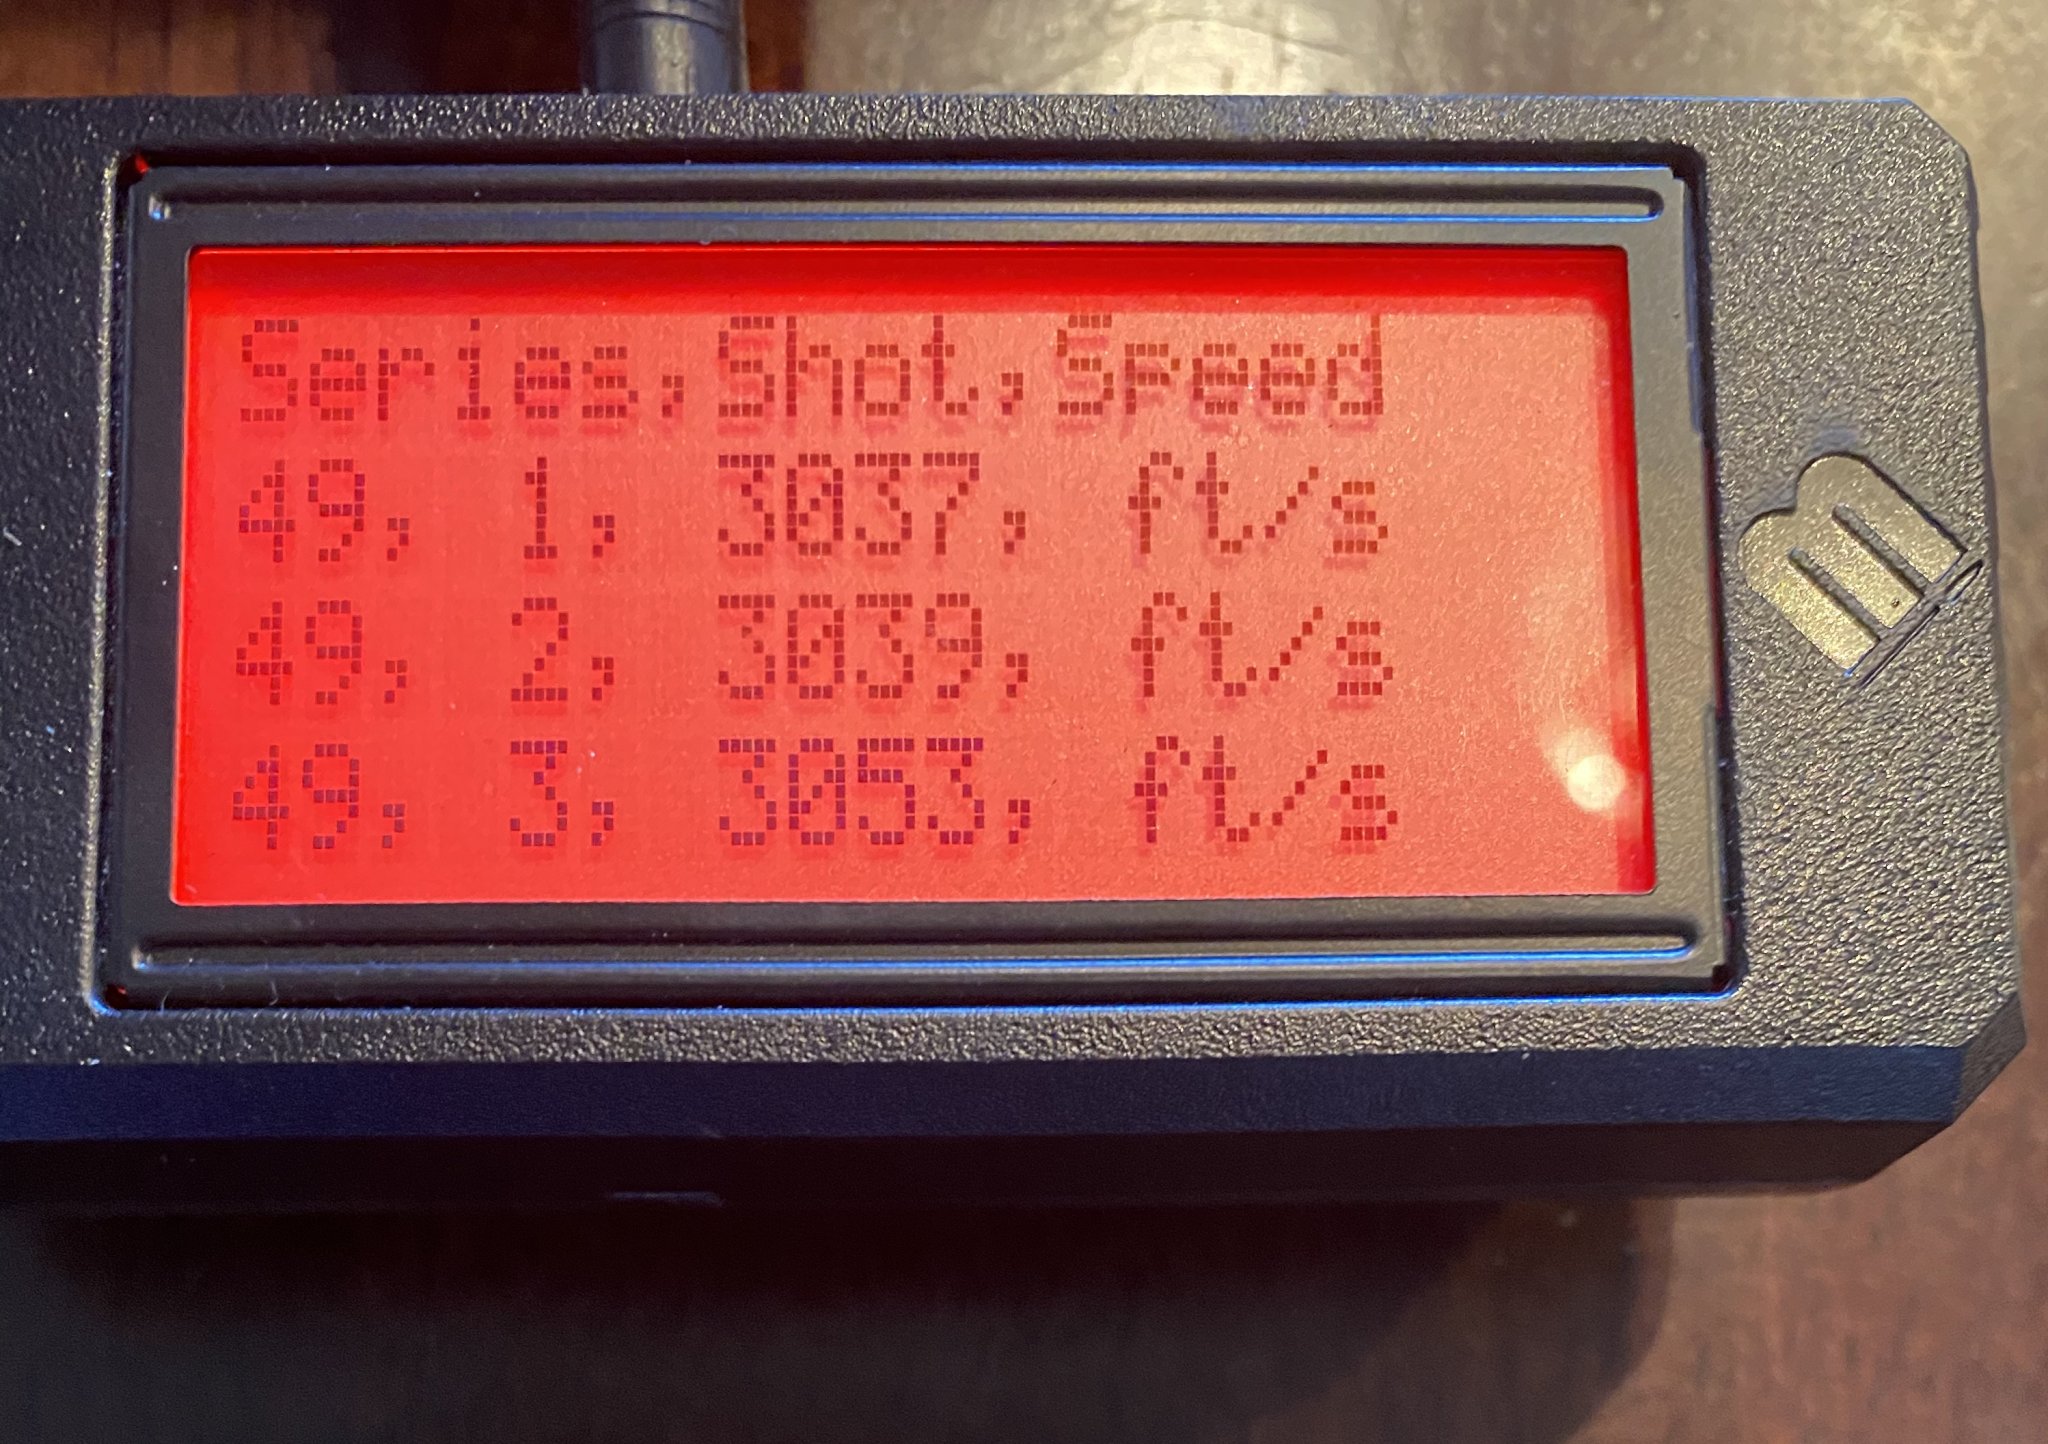 Series,Shot,Speed
49, 1, 3037, ft/s
49, 2, 3039, ft/s
49, 3, 3053, ft/s